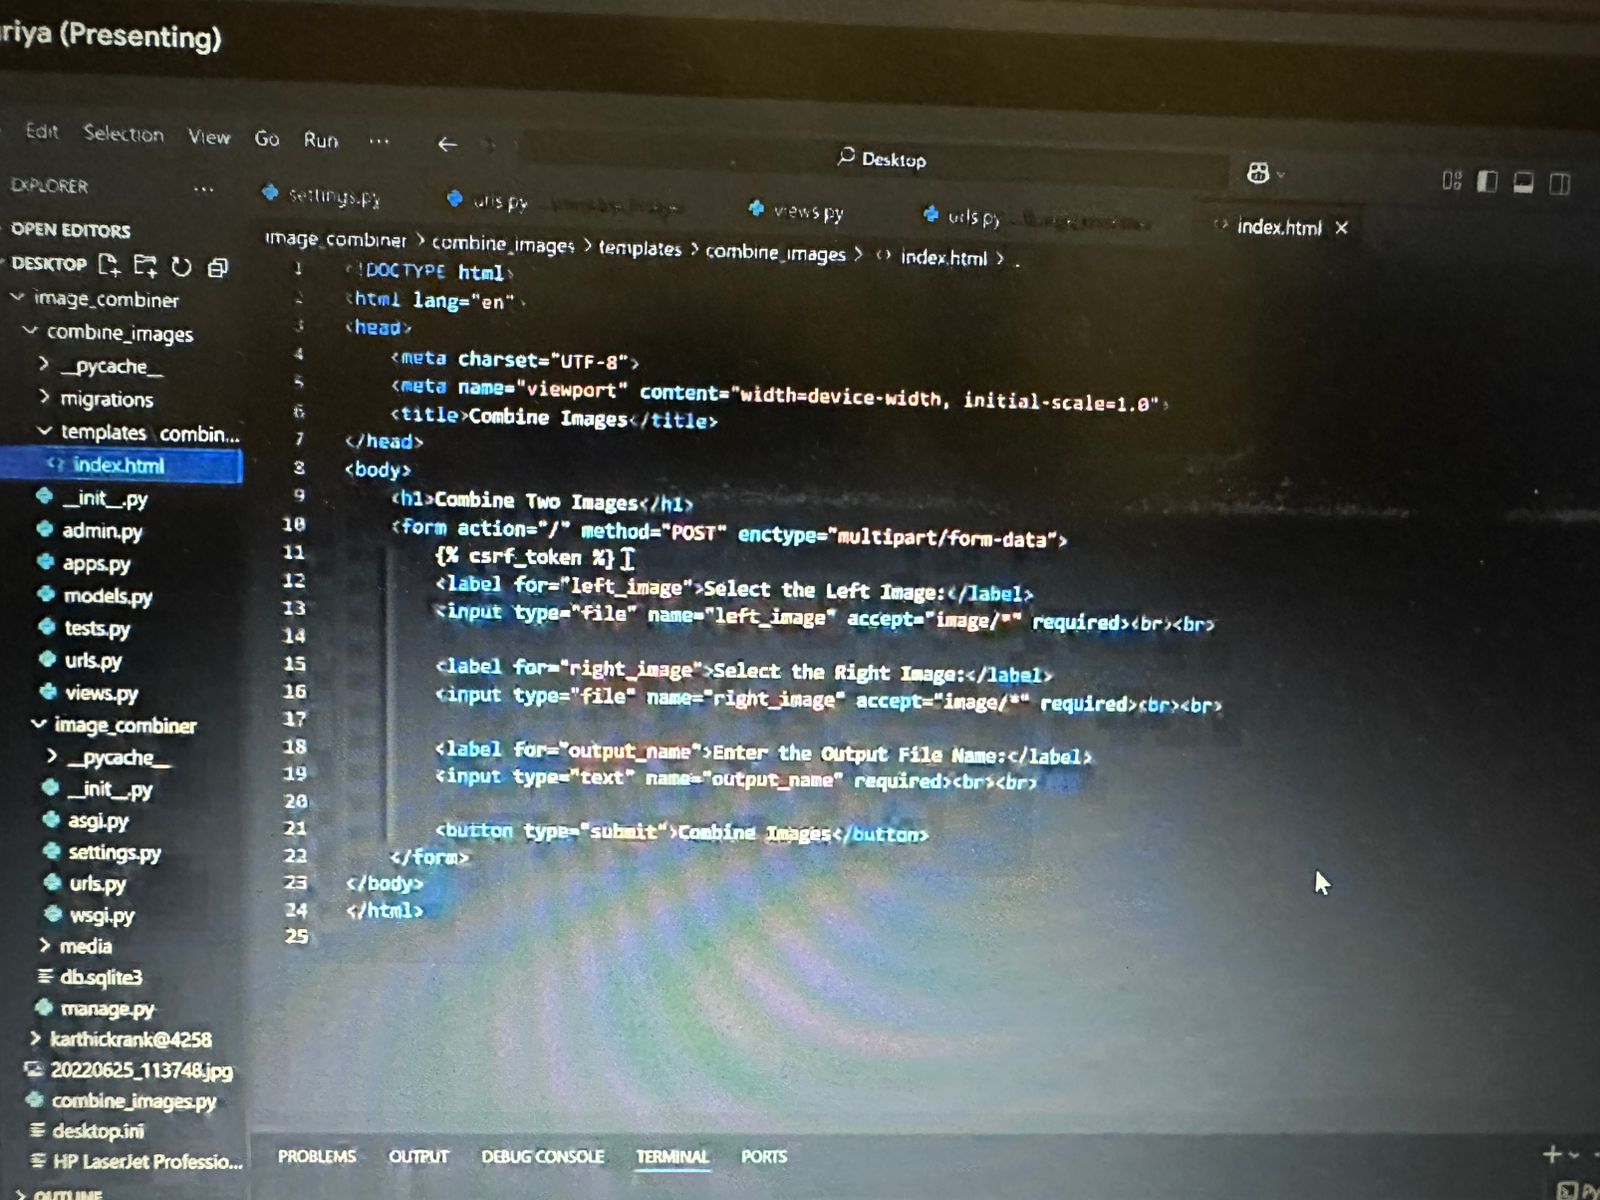 (Presenting)
Edit Selection View Go Run ...
Desktop
EXPLORER ...
settings.py urls.py views.py urls.py index.html
OPEN EDITORS
DESKTOP
image_combiner
combine_images
__pycache__
migrations
templates combin...
index.html
__init__.py
admin.py
apps.py
models.py
tests.py
urls.py
views.py
image_combiner
__pycache__
__init__.py
asgi.py
settings.py
urls.py
wsgi.py
media
db.sqlite3
manage.py
karthickrank@4258
20220625_113748.jpg
combine_images.py
desktop.ini
HP LaserJet Professio...
OUTLINE
image_combiner > combine_images > templates > combine_images > <> index.html > .
1 <!DOCTYPE html>
2 <html lang="en">
3 <head>
4 <meta charset="UTF-8">
5 <meta name="viewport" content="width=device-width, initial-scale=1.0">
6 <title>Combine Images</title>
7 </head>
8 <body>
9 <h1>Combine Two Images</h1>
10 <form action="/" method="POST" enctype="multipart/form-data">
11 {% csrf_token %}
12 <label for="left_image">Select the Left Image:</label>
13 <input type="file" name="left_image" accept="image/*" required><br><br>
14
15 <label for="right_image">Select the Right Image:</label>
16 <input type="file" name="right_image" accept="image/*" required><br><br>
17
18 <label for="output_name">Enter the Output File Name:</label>
19 <input type="text" name="output_name" required><br><br>
20
21 <button type="submit">Combine Images</button>
22 </form>
23 </body>
24 </html>
25
PROBLEMS OUTPUT DEBUG CONSOLE TERMINAL PORTS